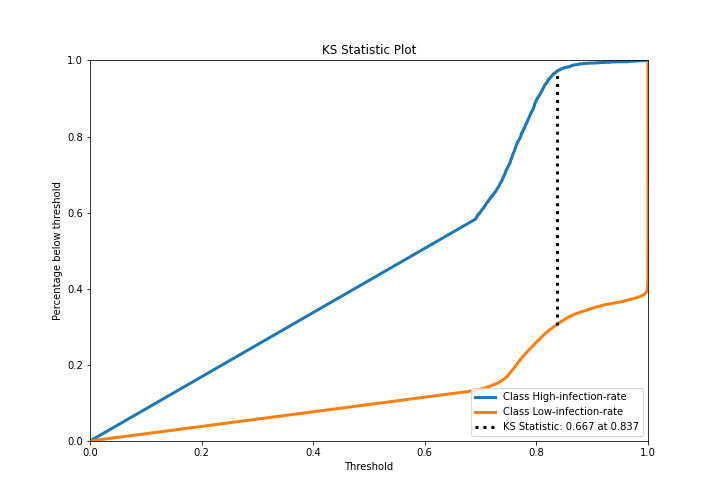 KS Statistic Plot
1.0
0.8
0.6
0.4
0.2
0.0
Percentage below threshold
0.0 0.2 0.4 0.6 0.8 1.0
Threshold
Class High-infection-rate
Class Low-infection-rate
KS Statistic: 0.667 at 0.837